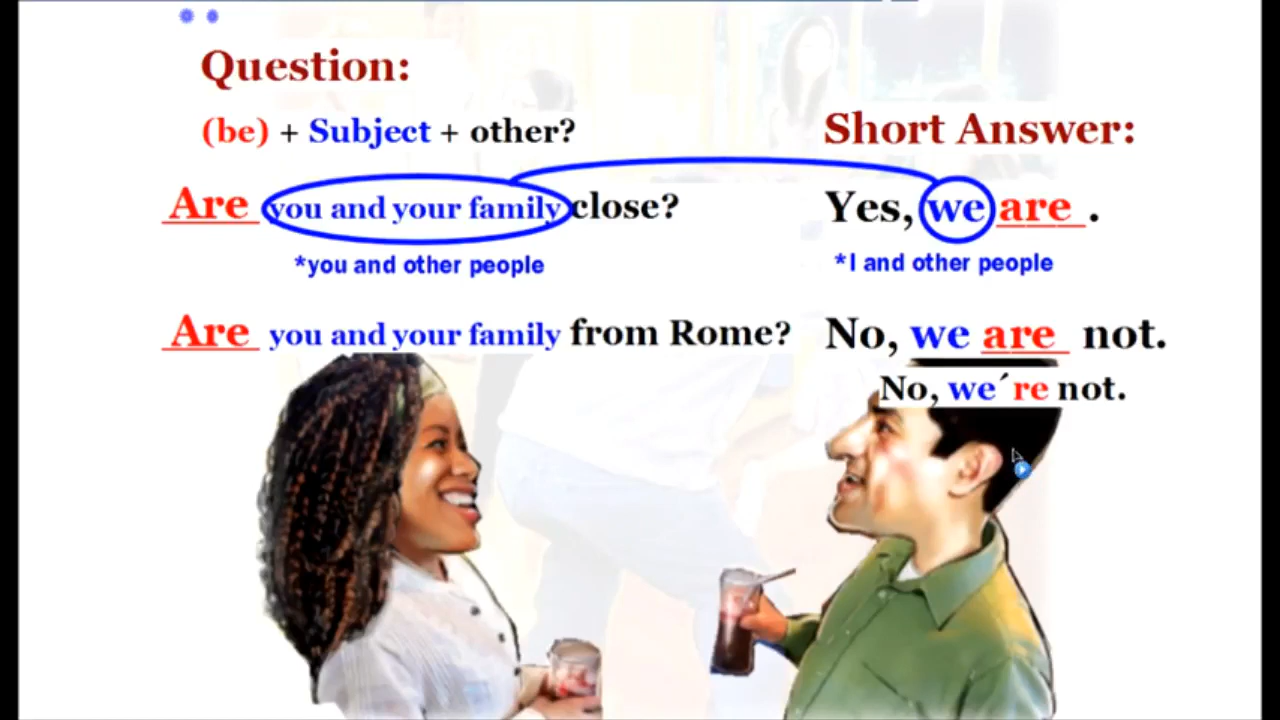 Question:
(be) + Subject + other?
Short Answer:
Are you and your family close?
Yes, we are .
*you and other people
*I and other people
Are you and your family from Rome?
No, we are not.
No, we´re not.